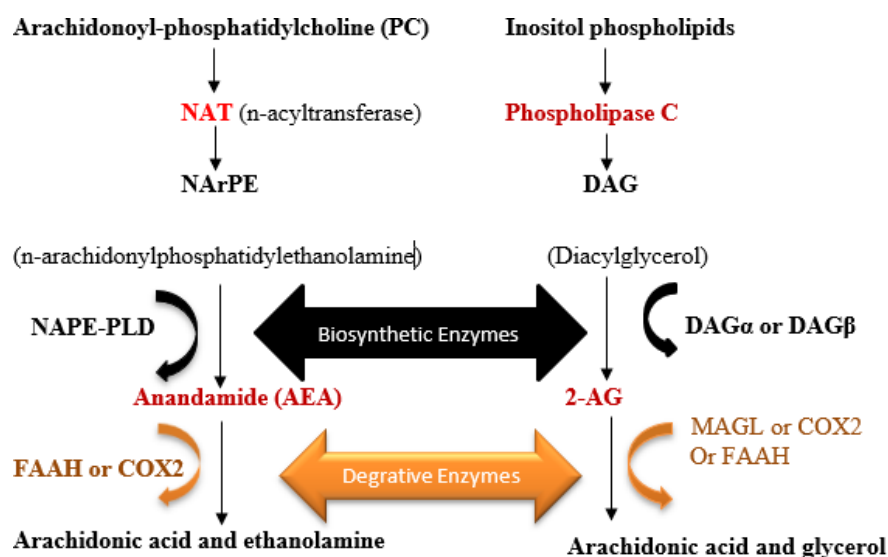 Arachidonoyl-phosphatidylcholine (PC)
Inositol phospholipids
NAT (n-acyltransferase)
Phospholipase C
NArPE
DAG
(n-arachidonylphosphatidylethanolamine)
(Diacylglycerol)
NAPE-PLD
Biosynthetic Enzymes
DAGα or DAGβ
Anandamide (AEA)
2-AG
FAAH or COX2
Degrative Enzymes
MAGL or COX2
Or FAAH
Arachidonic acid and ethanolamine
Arachidonic acid and glycerol